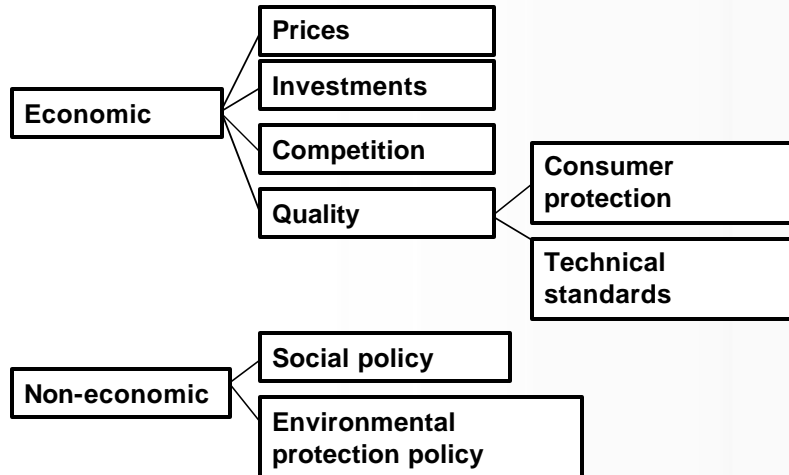 Economic
Prices
Investments
Competition
Quality
Consumer
protection
Technical
standards
Non-economic
Social policy
Environmental
protection policy